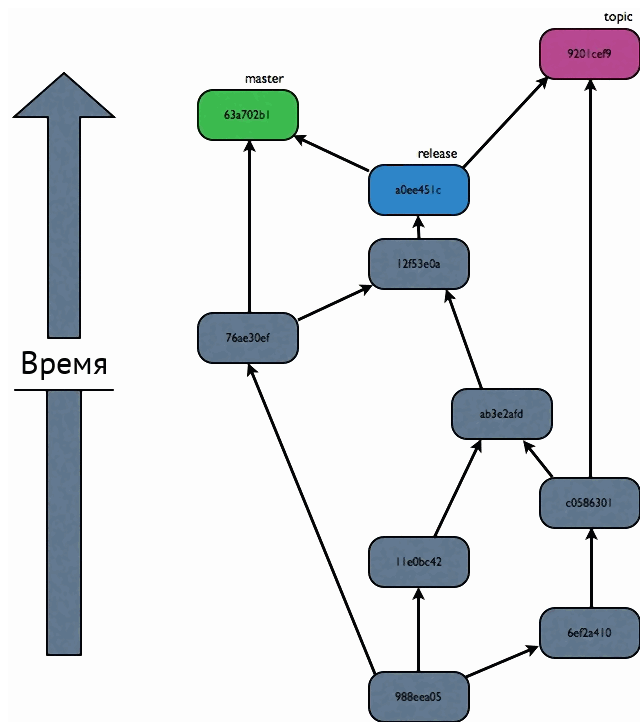 topic
9201cef9
master
63a702b1
release
a0ee451c
12f53e0a
76ae30ef
Время
ab3e2afd
c0586301
11e0bc42
6ef2a410
988eea05